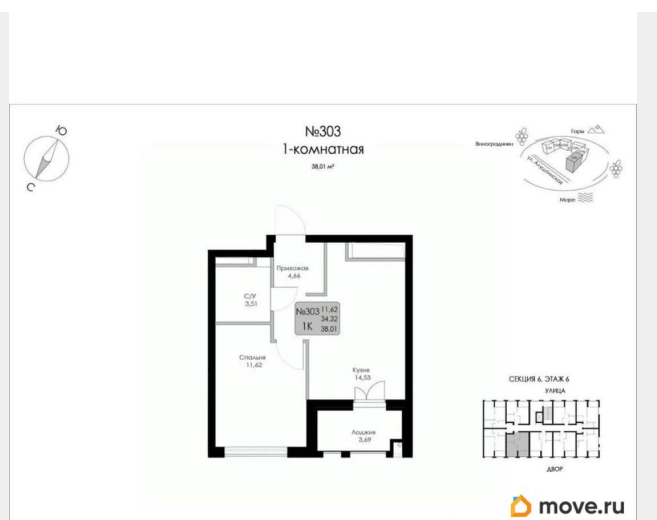 Ю
С
№303
1-комнатная
38,01 м²
Виноградники
Горы
ул. Агушлинская
Море
Прихожая
4,66
С/У
3,51
№303
1К
11.62
34.32
38.01
Спальня
11,62
Кухня
14,53
Лоджия
3,69
СЕКЦИЯ 6, ЭТАЖ 6
УЛИЦА
ДВОР
move.ru